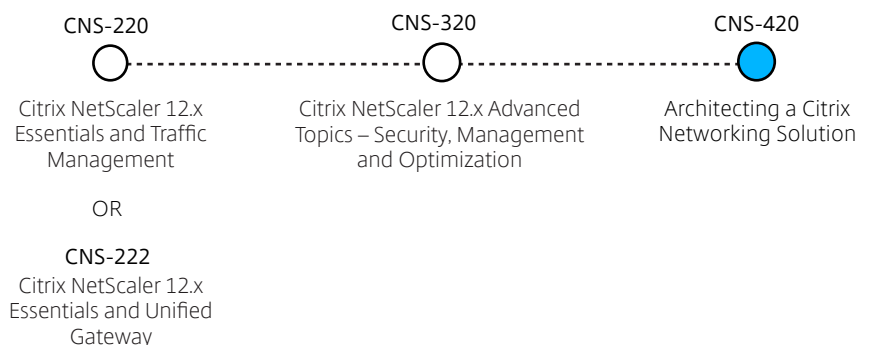 CNS-220
Citrix NetScaler 12.x
Essentials and Traffic
Management
OR
CNS-222
Citrix NetScaler 12.x
Essentials and Unified
Gateway
CNS-320
Citrix NetScaler 12.x Advanced
Topics – Security, Management
and Optimization
CNS-420
Architecting a Citrix
Networking Solution